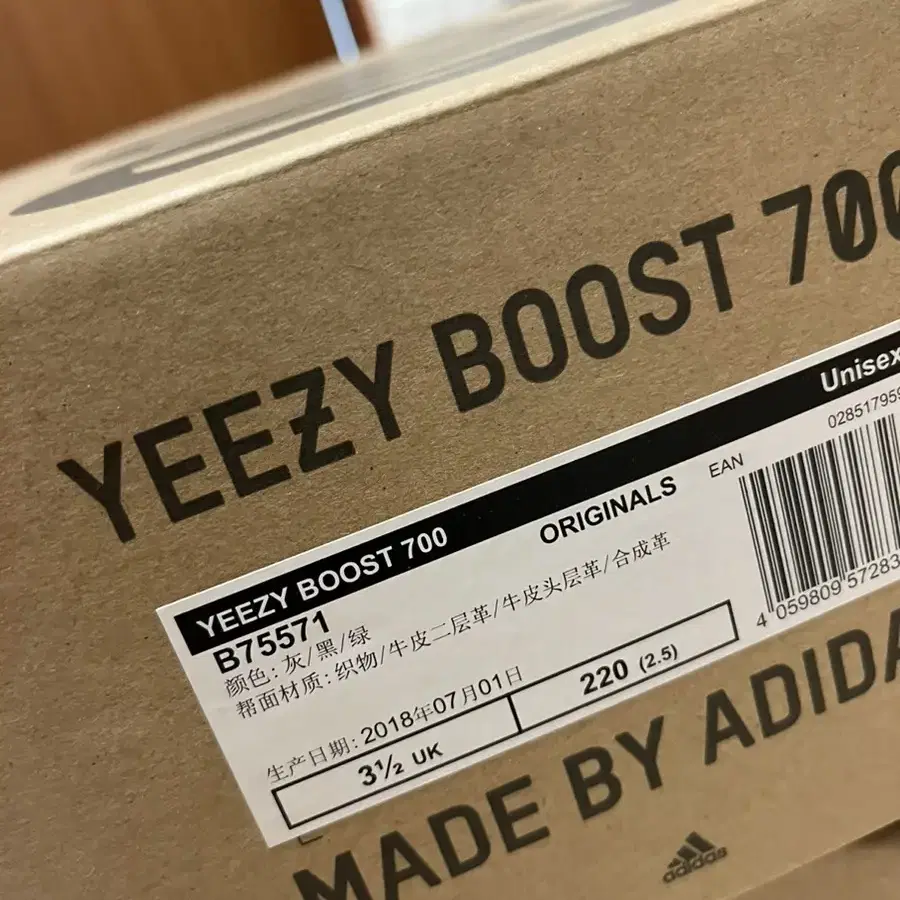 YEEZY BOOST 700
Unisex
YEEZY BOOST 700
ORIGINALS
EAN
B75571
颜色: 灰/黑/绿
帮面材质: 织物/牛皮二层革/牛皮头层革/合成革
生产日期: 2018年07月01日
3½ UK
220 (2.5)
4 059809 57283
MADE BY ADIDA
adidas